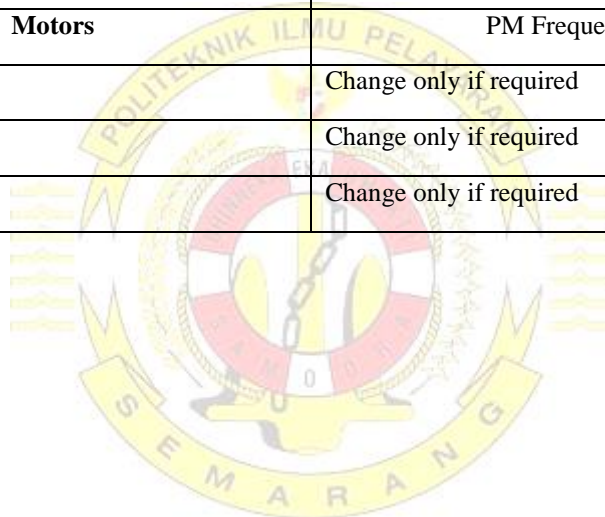 Motors PM Freque
Change only if required
Change only if required
Change only if required
POLITEKNIK ILMU PELAYARAN
SEMARANG